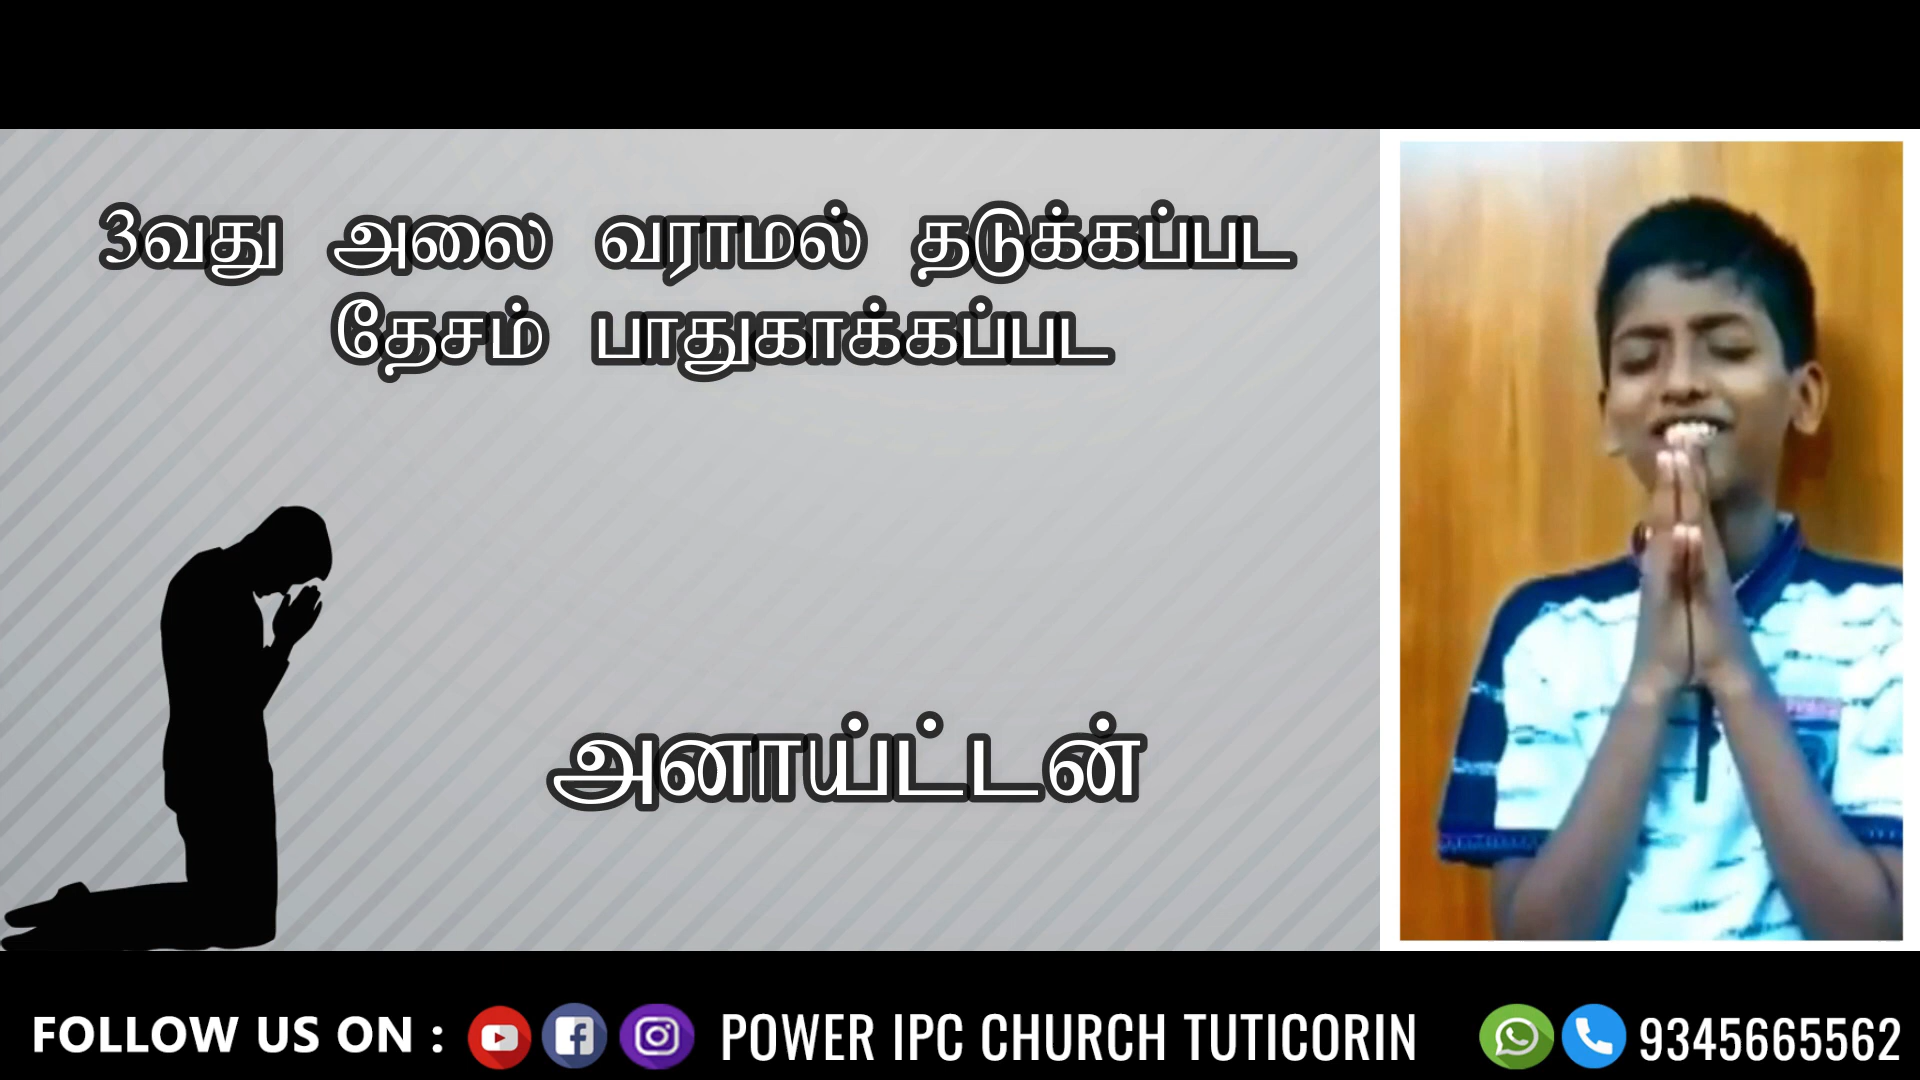 3வது அலை வராமல் தடுக்கப்பட
தேசம் பாதுகாக்கப்பட
அனாய்ட்டன்
FOLLOW US ON : POWER IPC CHURCH TUTICORIN 9345665562